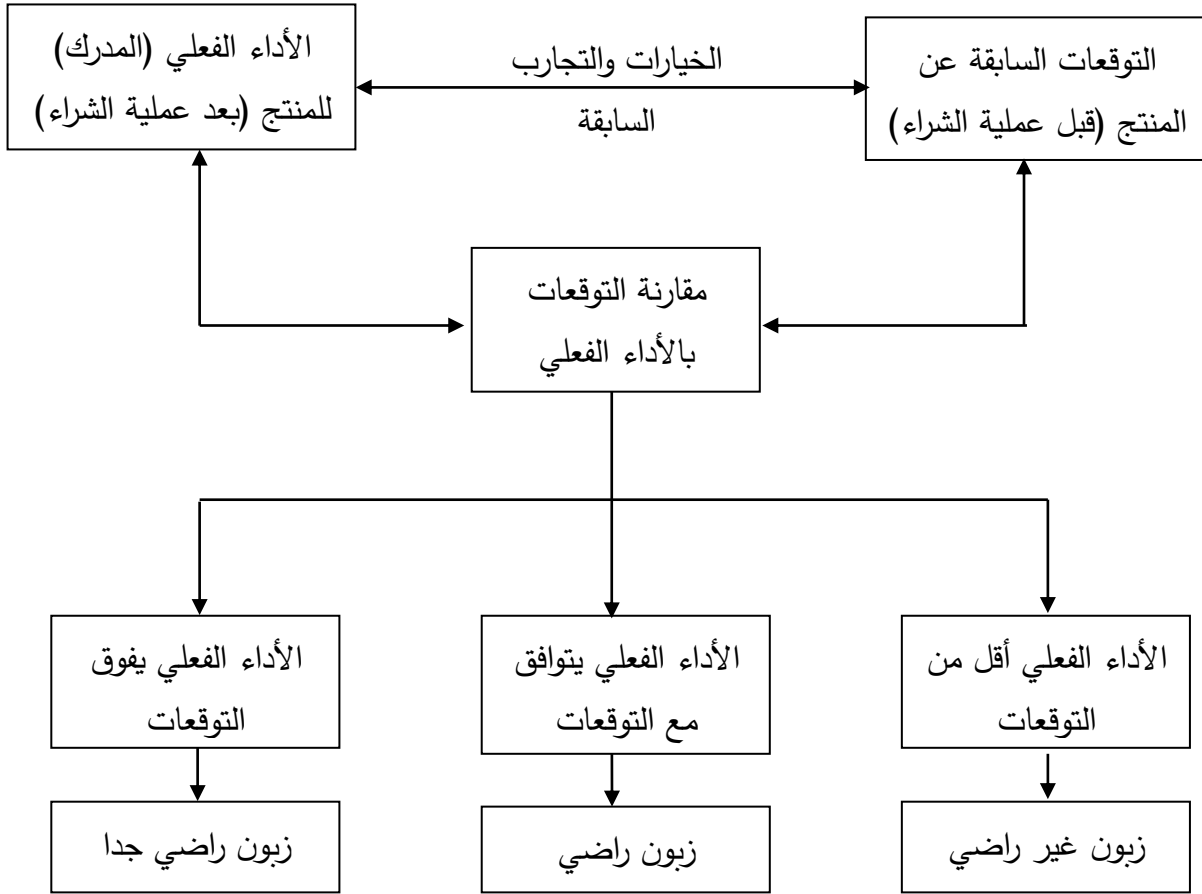 التوقعات السابقة عن
المنتج (قبل عملية الشراء)
الخيارات والتجارب
السابقة
الأداء الفعلي (المدرك)
للمنتج (بعد عملية الشراء)
مقارنة التوقعات
بالأداء الفعلي
الأداء الفعلي أقل من
التوقعات
الأداء الفعلي يتوافق
مع التوقعات
الأداء الفعلي يفوق
التوقعات
زبون غير راضي
زبون راضي
زبون راضي جدا